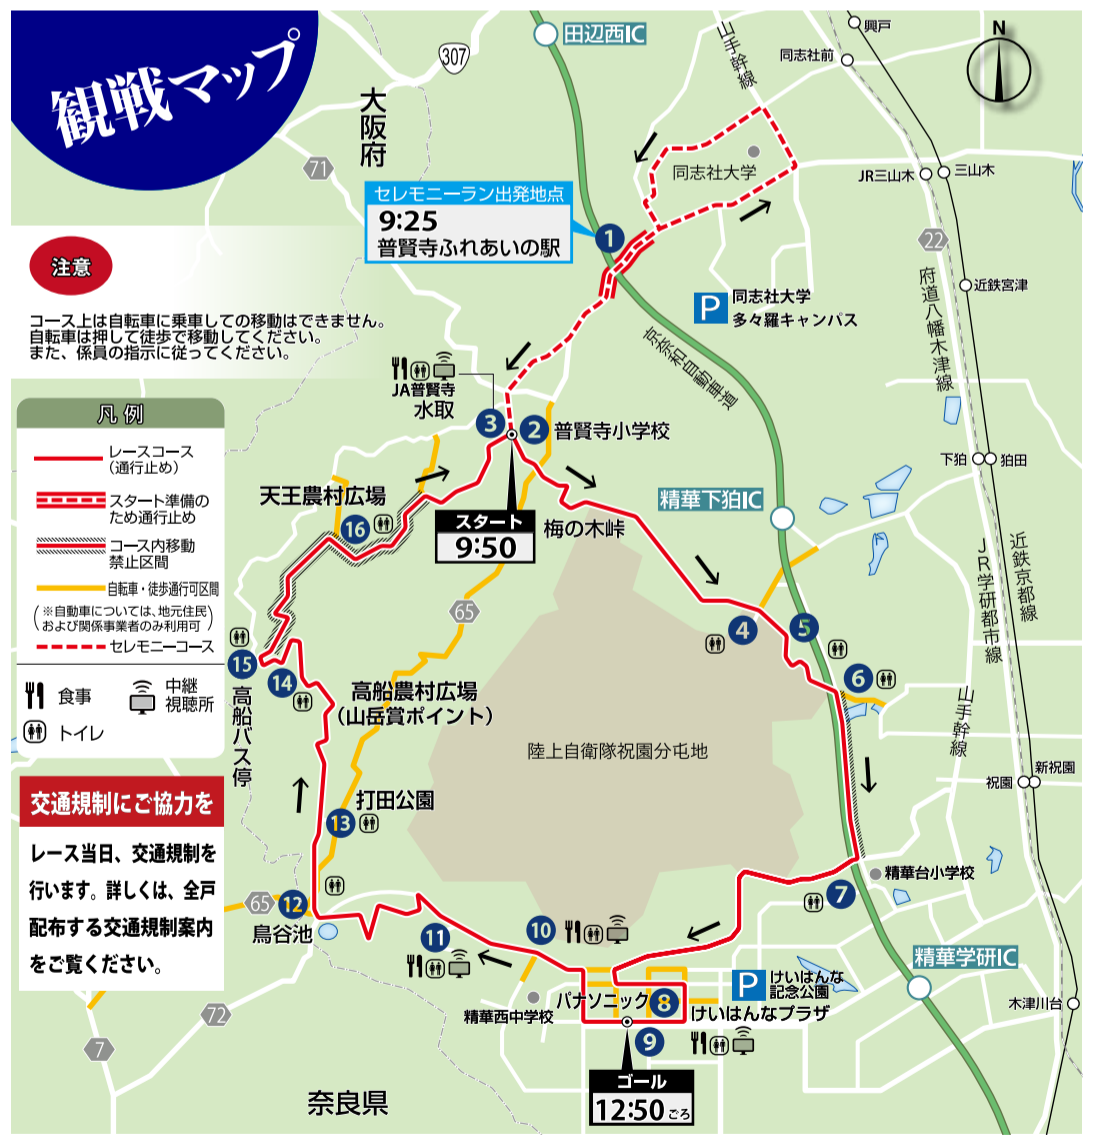 観戦マップ
307
田辺西IC
山手幹線
興戸
同志社前
N
大阪府
71
同志社大学
JR三山木
三山木
セレモニーラン出発地点
9:25
普賢寺ふれあいの駅
1
22
注意
コース上は自転車に乗車しての移動はできません。
自転車は押して徒歩で移動してください。
また、係員の指示に従ってください。
府道八幡木津線
近鉄宮津
P
同志社大学
多々羅キャンパス
京奈和自動車道
JA普賢寺
水取
3
2
普賢寺小学校
凡例
レースコース
(通行止め)
スタート準備の
ため通行止め
コース内移動
禁止区間
自転車・徒歩通行可区間
(※自動車については、地元住民
および関係事業者のみ利用可)
セレモニーコース
食事
中継
視聴所
トイレ
下狛
狛田
天王農村広場
16
スタート
9:50
梅の木峠
精華下狛IC
JR学研都市線
近鉄京都線
65
4
5
6
15
14
高船バス停
高船農村広場
(山岳賞ポイント)
山手幹線
陸上自衛隊祝園分屯地
祝園
新祝園
交通規制にご協力を
レース当日、交通規制を
行います。詳しくは、全戸
配布する交通規制案内
をご覧ください。
打田公園
13
精華台小学校
7
65
12
鳥谷池
11
10
精華学研IC
72
7
精華西中学校
パナソニック
8
P
けいはんな
記念公園
けいはんなプラザ
木津川台
9
ゴール
12:50ごろ
奈良県